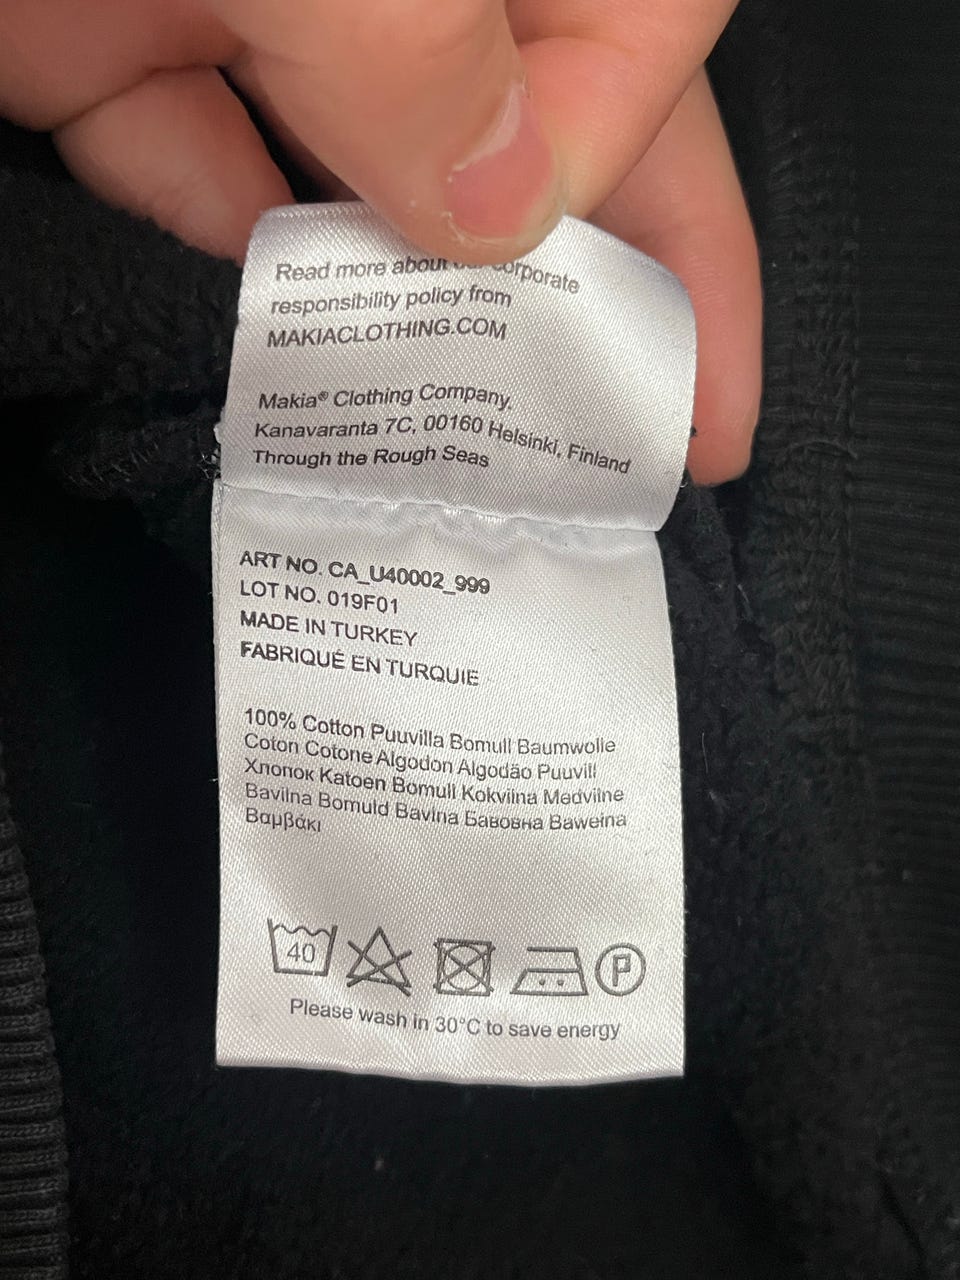 Read more about our corporate
responsibility policy from
MAKIACLOTHING.COM
Makia® Clothing Company,
Kanavaranta 7C, 00160 Helsinki, Finland
Through the Rough Seas
ART NO. CA_U40002_999
LOT NO. 019F01
MADE IN TURKEY
FABRIQUÉ EN TURQUIE
100% Cotton Puuvilla Bomull Baumwolle
Coton Cotone Algodon Algodão Puuvill
Хлопок Katoen Bomull Kokvilna Medvilne
Bavilna Bomuld Bavlna Бавовна Bawełna
Βαμβάκι
40
P
Please wash in 30°C to save energy